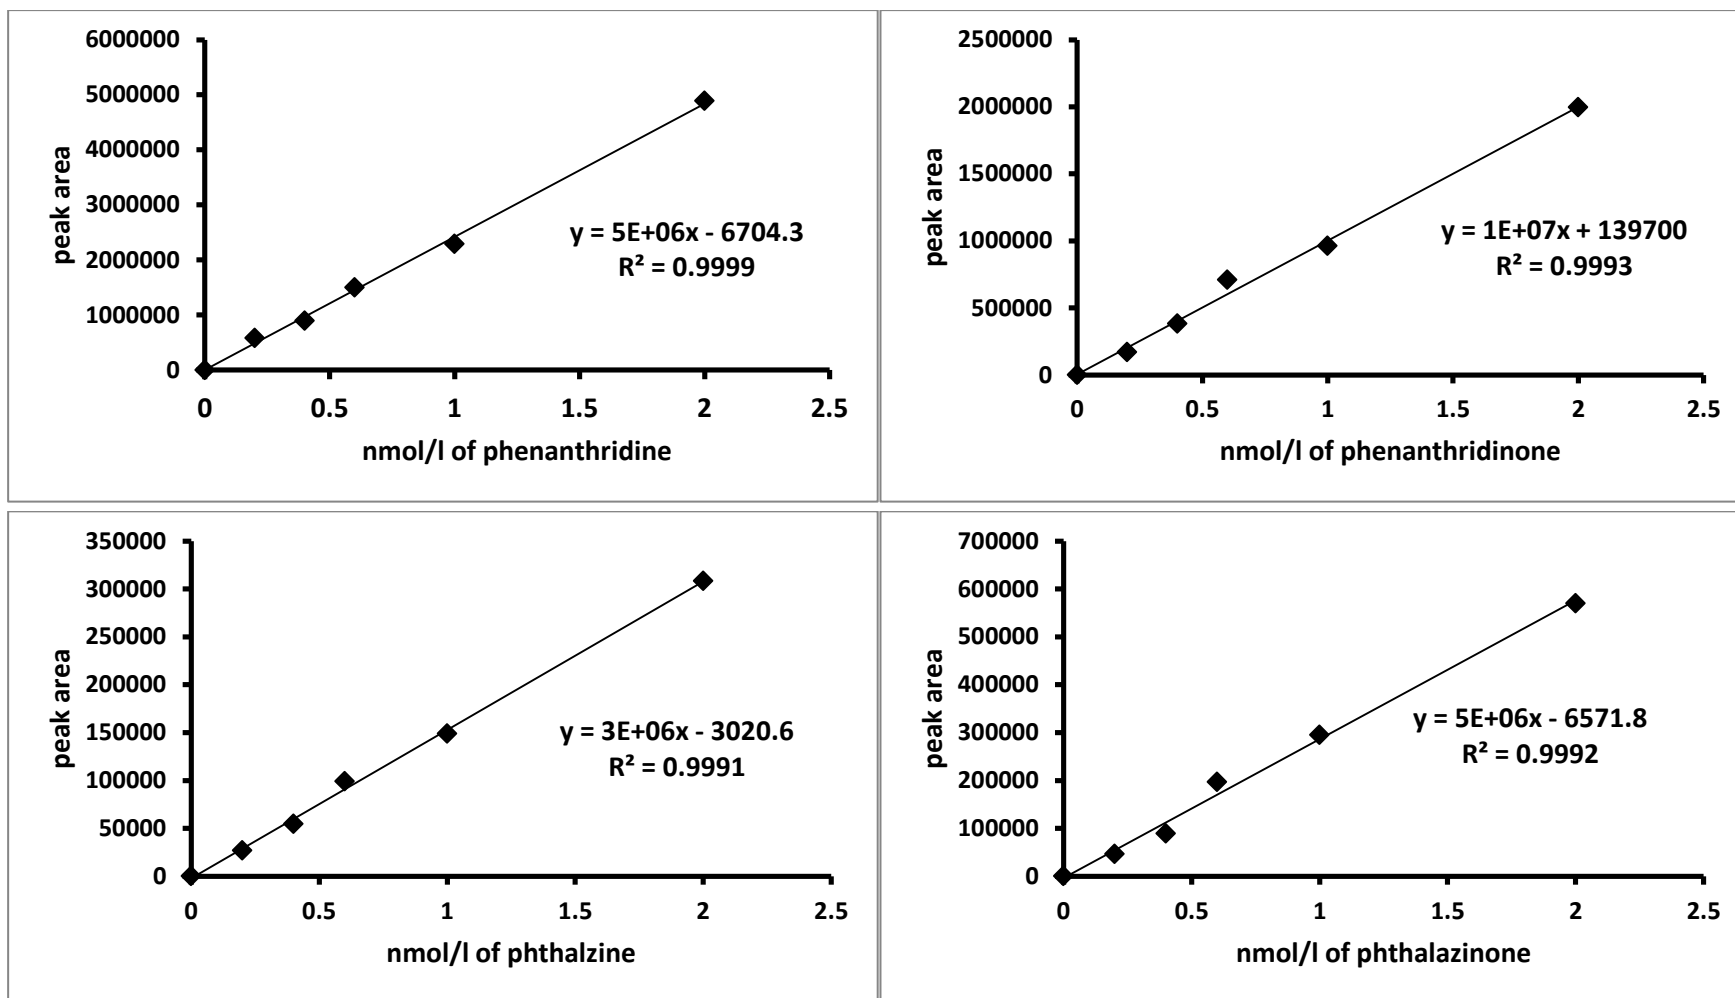 6000000
5000000
4000000
3000000
2000000
1000000
0
peak area
y = 5E+06x - 6704.3
R² = 0.9999
0 0.5 1 1.5 2 2.5
nmol/l of phenanthridine
2500000
2000000
1500000
1000000
500000
0
peak area
y = 1E+07x + 139700
R² = 0.9993
0 0.5 1 1.5 2 2.5
nmol/l of phenanthridinone
350000
300000
250000
200000
150000
100000
50000
0
peak area
y = 3E+06x - 3020.6
R² = 0.9991
0 0.5 1 1.5 2 2.5
nmol/l of phthalzine
700000
600000
500000
400000
300000
200000
100000
0
peak area
y = 5E+06x - 6571.8
R² = 0.9992
0 0.5 1 1.5 2 2.5
nmol/l of phthalazinone